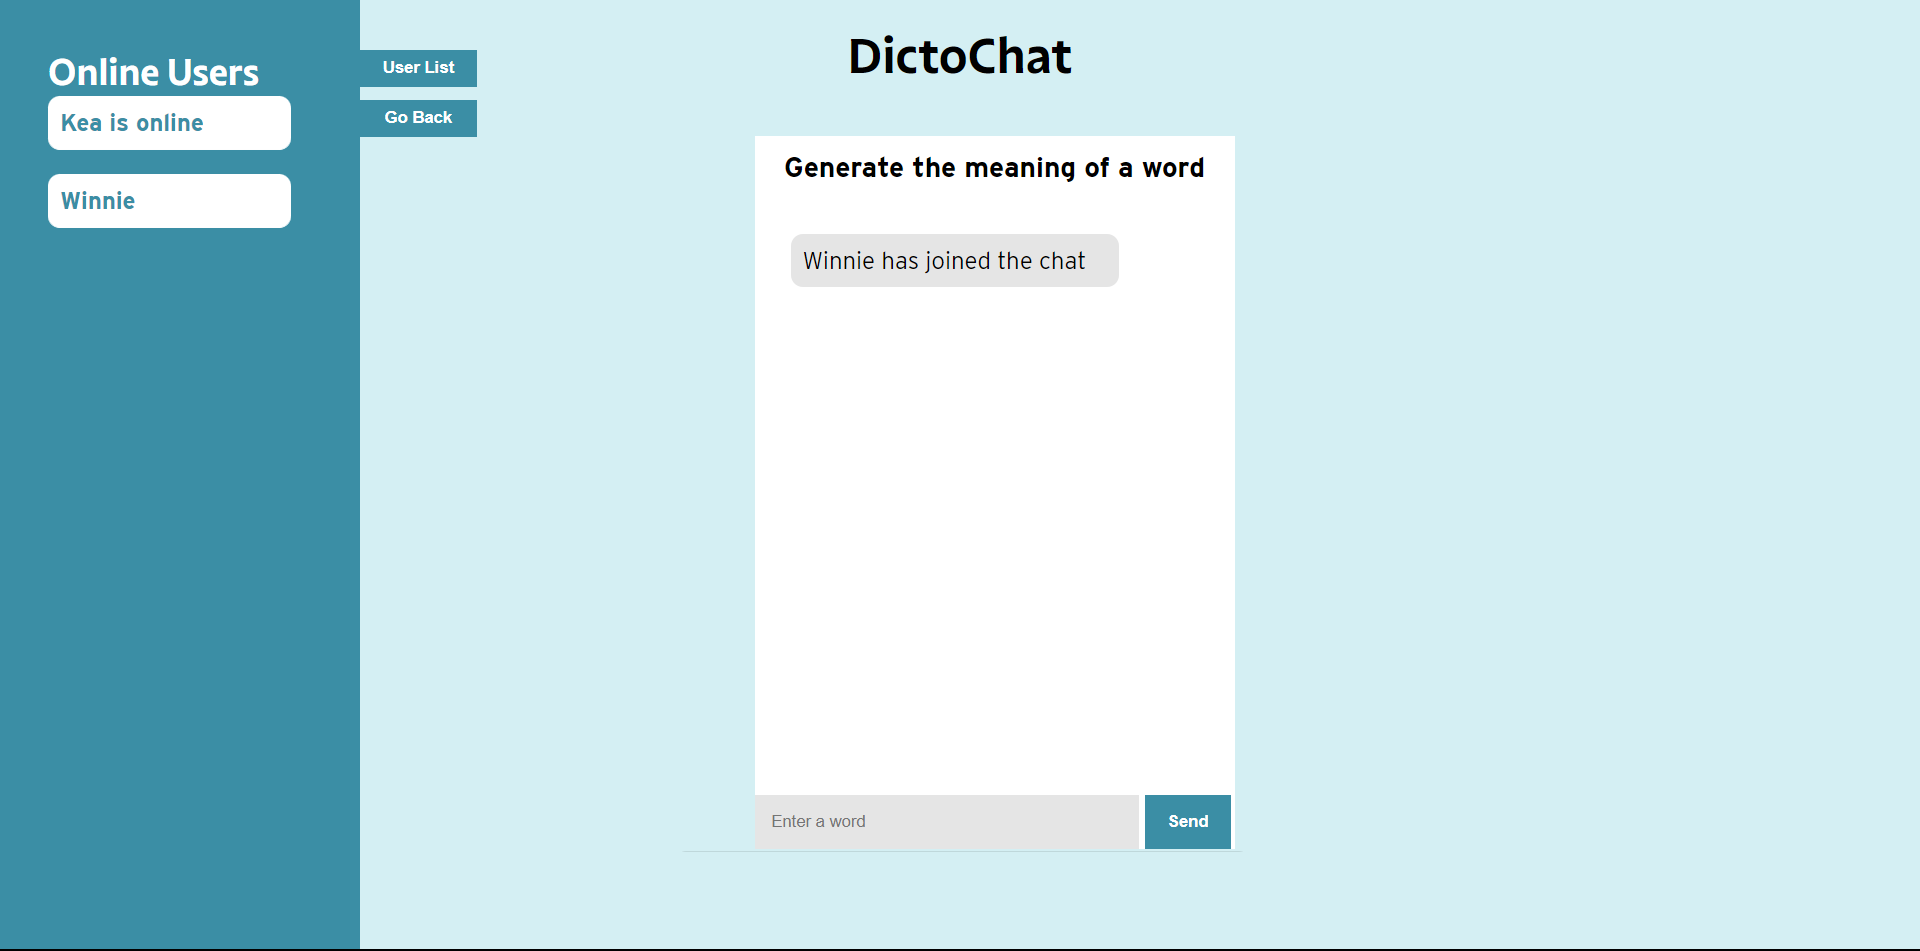 Online Users
Kea is online
Winnie
User List
Go Back
DictoChat
Generate the meaning of a word
Winnie has joined the chat
Enter a word
Send